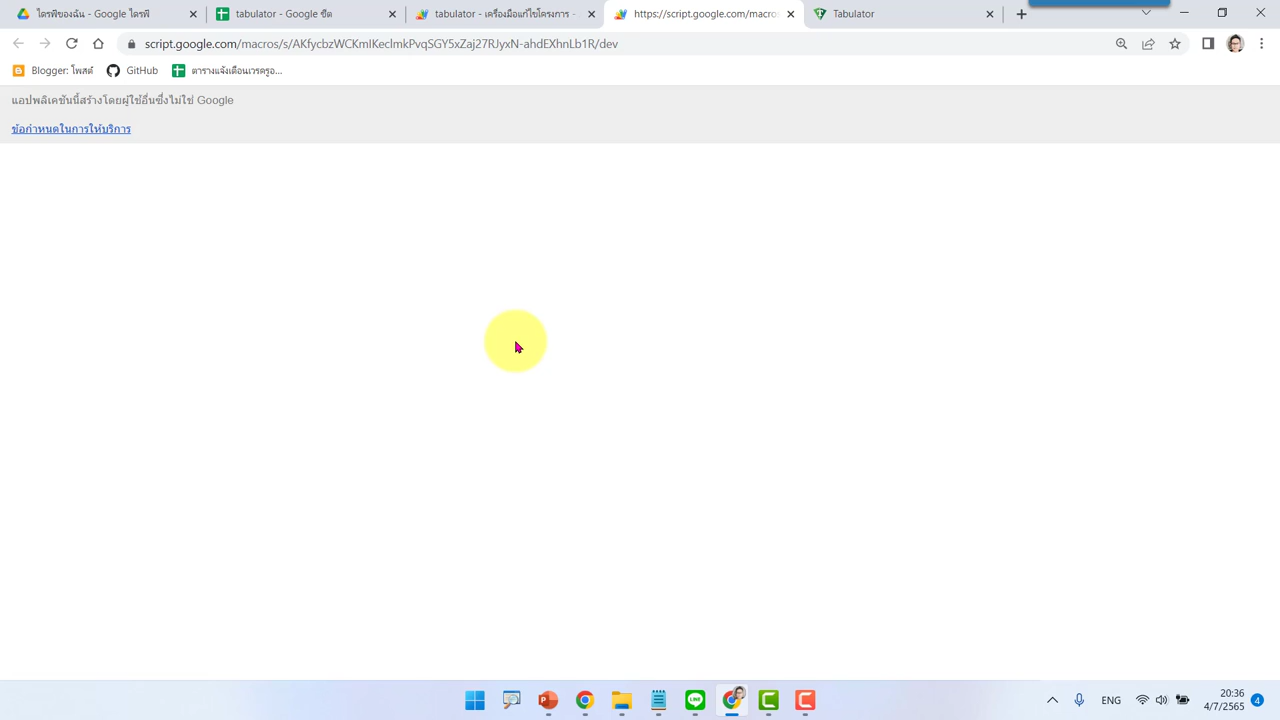 ไดรฟ์ของฉัน - Google ไดรฟ์
tabulator - Google ชีต
tabulator - เครื่องมือแก้ไขโครงการ -
https://script.google.com/macros
Tabulator
script.google.com/macros/s/AKfycbzWCKmIKeclmkPvqSGY5xZaj27RJyxN-ahdEXhnLb1R/dev
Blogger: โพสต์
GitHub
ตารางแจ้งเตือนเวรครูอ...
แอปพลิเคชันนี้สร้างโดยผู้ใช้อื่นซึ่งไม่ใช่ Google
ข้อกำหนดในการให้บริการ
ENG
20:36
4/7/2565
4